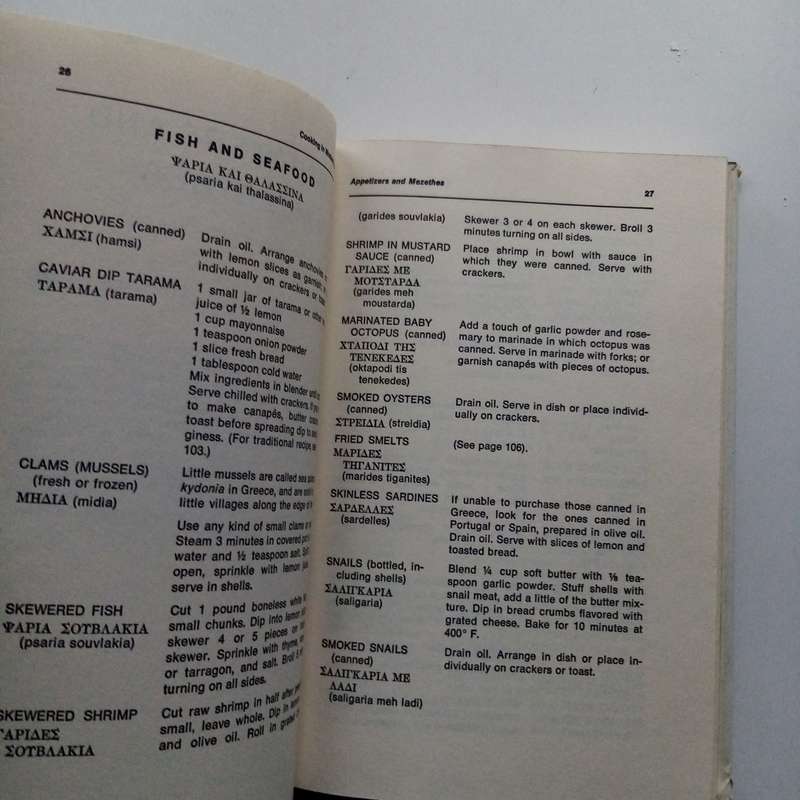 26
Cooking in
FISH AND SEAFOOD
ΨΑΡΙΑ ΚΑΙ ΘΑΛΑΣΣΙΝΑ
(psaria kai thalassina)
ANCHOVIES (canned)
ΧΑΜΣΙ (hamsi)
Drain oil. Arrange anchovies
with lemon slices as garnish
individually on crackers or
CAVIAR DIP TARAMA
ΤΑΡΑΜΑ (tarama)
1 small jar of tarama or
juice of ½ lemon
1 cup mayonnaise
1 teaspoon onion powder
1 slice fresh bread
1 tablespoon cold water
Mix ingredients in blender
Serve chilled with crackers.
to make canapés, butter
toast before spreading dip to
giness. (For traditional recipe,
103.)
CLAMS (MUSSELS)
(fresh or frozen)
ΜΗΔΙΑ (midia)
Little mussels are called sea
kydonia in Greece, and are
little villages along the edge of
Use any kind of small clams or
Steam 3 minutes in covered
water and ½ teaspoon salt.
open, sprinkle with lemon
serve in shells.
SKEWERED FISH
ΨΑΡΙΑ ΣΟΥΒΛΑΚΙΑ
(psaria souvlakia)
Cut 1 pound boneless white
small chunks. Dip into lemon
skewer 4 or 5 pieces on
skewer. Sprinkle with thyme,
or tarragon, and salt. Broil
turning on all sides.
SKEWERED SHRIMP
ΓΑΡΙΔΕΣ
ΣΟΥΒΛΑΚΙΑ
Cut raw shrimp in half after
small, leave whole. Dip in
and olive oil. Roll in grated
Appetizers and Mezethes
27
(garides souvlakia)
Skewer 3 or 4 on each skewer. Broil 3
minutes turning on all sides.
SHRIMP IN MUSTARD
SAUCE (canned)
ΓΑΡΙΔΕΣ ΜΕ
ΜΟΥΣΤΑΡΔΑ
(garides meh
moustarda)
Place shrimp in bowl with sauce in
which they were canned. Serve with
crackers.
MARINATED BABY
OCTOPUS (canned)
ΧΤΑΠΟΔΙ ΤΗΣ
ΤΕΝΕΚΕΔΕΣ
(oktapodi tis
tenekedes)
Add a touch of garlic powder and rose-
mary to marinade in which octopus was
canned. Serve in marinade with forks; or
garnish canapés with pieces of octopus.
SMOKED OYSTERS
(canned)
ΣΤΡΕΙΔΙΑ (streldia)
Drain oil. Serve in dish or place individ-
ually on crackers.
FRIED SMELTS
ΜΑΡΙΔΕΣ
ΤΗΓΑΝΙΤΕΣ
(marides tiganites)
(See page 106).
SKINLESS SARDINES
ΣΑΡΔΕΛΛΑΣ
(sardelles)
If unable to purchase those canned in
Greece, look for the ones canned in
Portugal or Spain, prepared in olive oil.
Drain oil. Serve with slices of lemon and
toasted bread.
SNAILS (bottled, in-
cluding shells)
ΣΑΛΙΓΚΑΡΙΑ
(saligaria)
Blend ¼ cup soft butter with ⅛ tea-
spoon garlic powder. Stuff shells with
snail meat, add a little of the butter mix-
ture. Dip in bread crumbs flavored with
grated cheese. Bake for 10 minutes at
400° F.
SMOKED SNAILS
(canned)
ΣΑΛΙΓΚΑΡΙΑ ΜΕ
ΛΑΔΙ
(saligaria meh ladi)
Drain oil. Arrange in dish or place in-
dividually on crackers or toast.